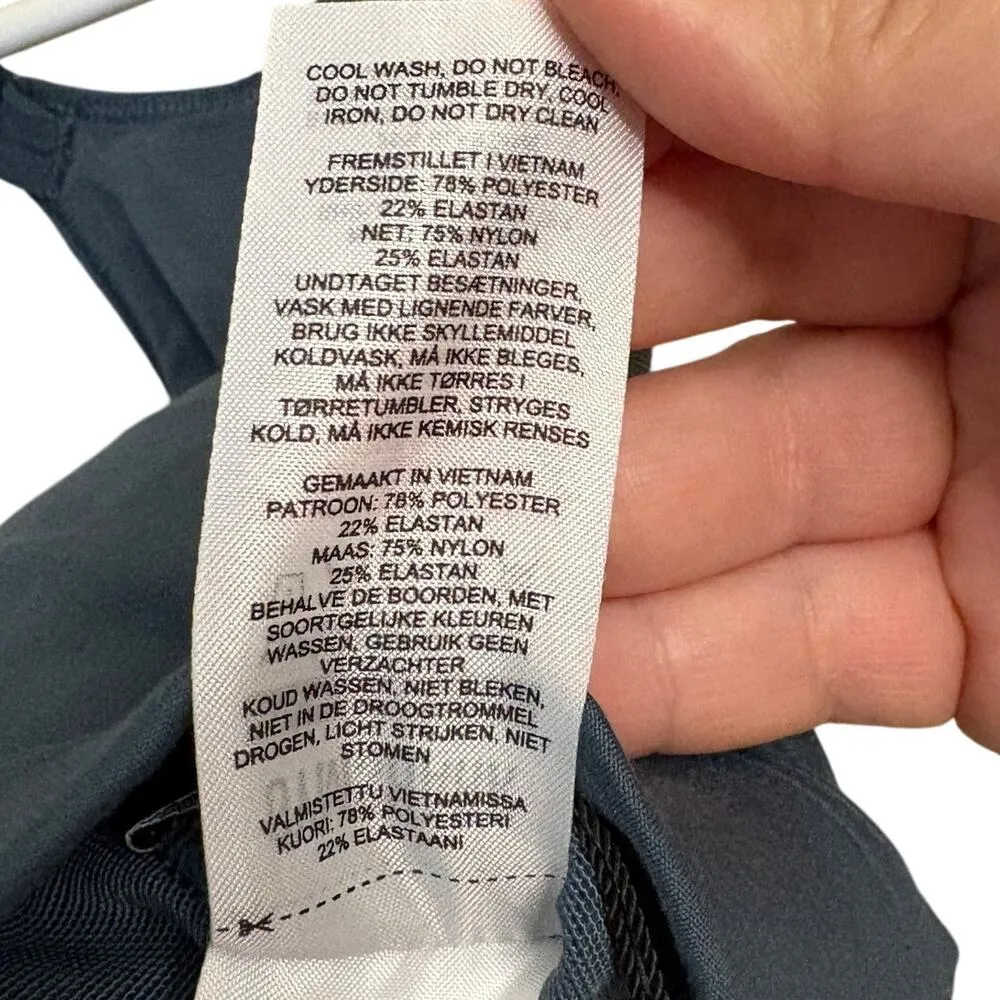 COOL WASH, DO NOT BLEACH,
DO NOT TUMBLE DRY, COOL
IRON, DO NOT DRY CLEAN
FREMSTILLET I VIETNAM
YDERSIDE: 78% POLYESTER
22% ELASTAN
NET: 75% NYLON
25% ELASTAN
UNDTAGET BESÆTNINGER,
VASK MED LIGNENDE FARVER,
BRUG IKKE SKYLLEMIDDEL
KOLDVASK, MÅ IKKE BLEGES,
MÅ IKKE TØRRES I
TØRRETUMBLER, STRYGES
KOLD, MÅ IKKE KEMISK RENSES
GEMAAKT IN VIETNAM
PATROON: 78% POLYESTER
22% ELASTAN
MAAS: 75% NYLON
25% ELASTAN
BEHALVE DE BOORDEN, MET
SOORTGELIJKE KLEUREN
WASSEN, GEBRUIK GEEN
VERZACHTER
KOUD WASSEN, NIET BLEKEN,
NIET IN DE DROOGTROMMEL
DROGEN, LICHT STRIJKEN, NIET
STOMEN
VALMISTETTU VIETNAMISSA
KUORI: 78% POLYESTERI
22% ELASTAANI